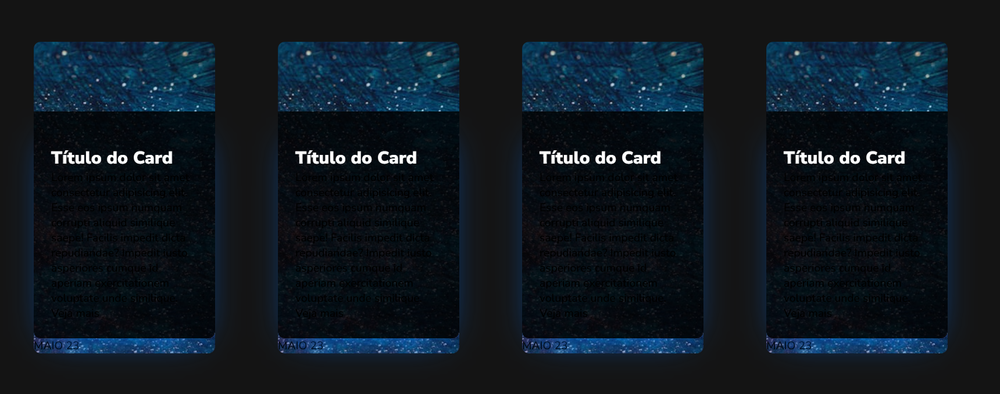 Título do Card
Lorem ipsum dolor sit amet
consectetur adipisicing elit.
Esse eos ipsum numquam
corrupti aliquid similique
saepe! Facilis impedit dicta
repudiandae? Impedit iusto
asperiores cumque id
aperiam exercitationem
voluptate unde similique.
Veja mais
MAIO 23
Título do Card
Lorem ipsum dolor sit amet
consectetur adipisicing elit.
Esse eos ipsum numquam
corrupti aliquid similique
saepe! Facilis impedit dicta
repudiandae? Impedit iusto
asperiores cumque id
aperiam exercitationem
voluptate unde similique.
Veja mais
MAIO 23
Título do Card
Lorem ipsum dolor sit amet
consectetur adipisicing elit.
Esse eos ipsum numquam
corrupti aliquid similique
saepe! Facilis impedit dicta
repudiandae? Impedit iusto
asperiores cumque id
aperiam exercitationem
voluptate unde similique.
Veja mais
MAIO 23
Título do Card
Lorem ipsum dolor sit amet
consectetur adipisicing elit.
Esse eos ipsum numquam
corrupti aliquid similique
saepe! Facilis impedit dicta
repudiandae? Impedit iusto
asperiores cumque id
aperiam exercitationem
voluptate unde similique.
Veja mais
MAIO 23